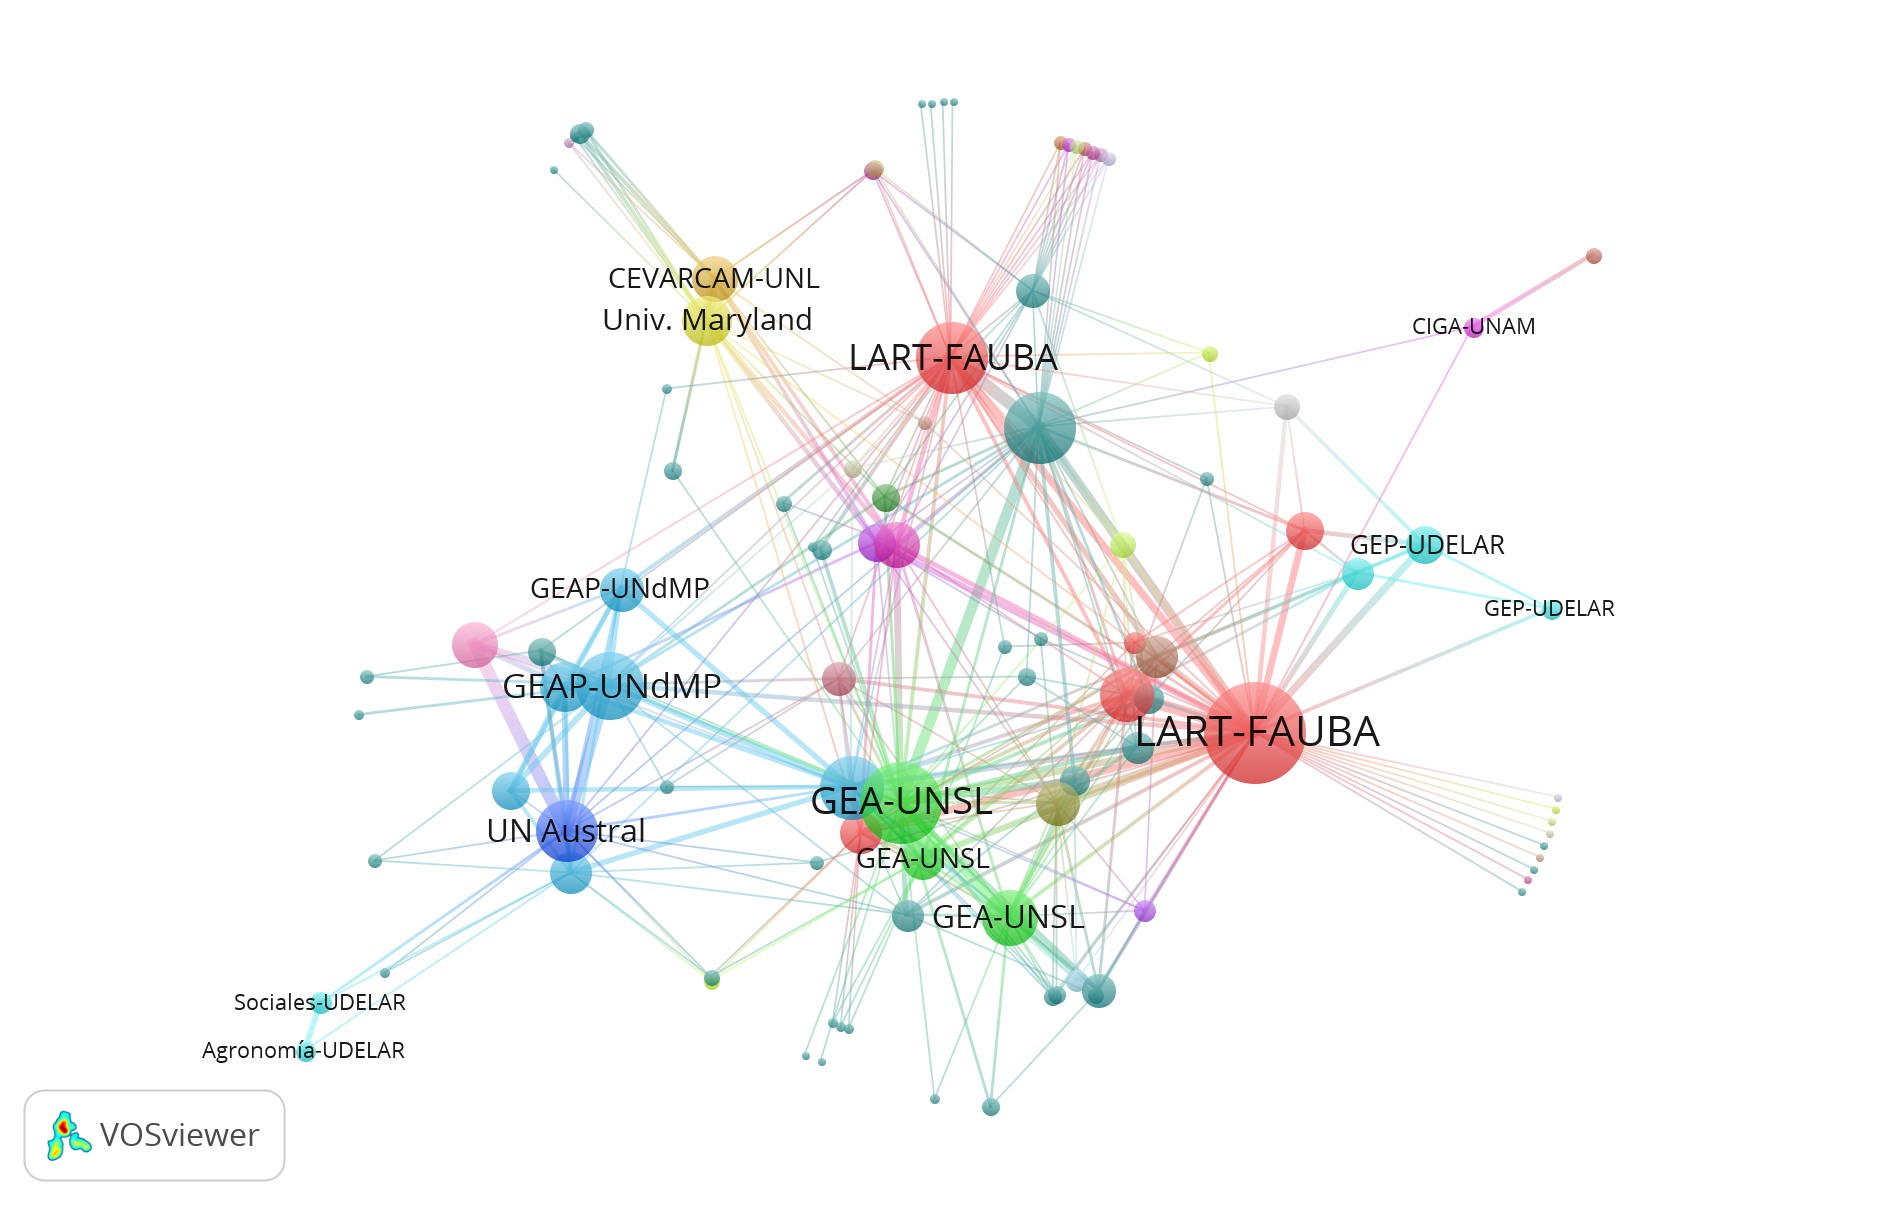 CEVARCAM-UNL
Univ. Maryland
CIGA-UNAM
LART-FAUBA
GEP-UDELAR
GEAP-UNdMP
GEP-UDELAR
GEAP-UNdMP
LART-FAUBA
GEA-UNSL
UN Austral
GEA-UNSL
GEA-UNSL
Sociales-UDELAR
Agronomía-UDELAR
VOSviewer